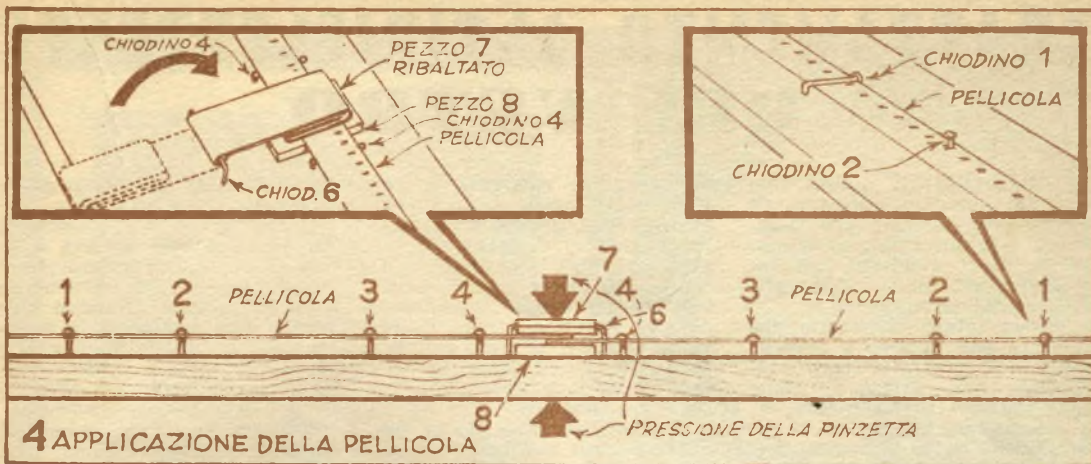 CHIODINO 4
PEZZO 7
RIBALTATO
PEZZO 8
CHIODINO 4
PELLICOLA
CHIOD. 6
CHIODINO 1
PELLICOLA
CHIODINO 2
1 2 PELLICOLA 3 4 7 4 6 3 PELLICOLA 2 1
8
PRESSIONE DELLA PINZETTA
4 APPLICAZIONE DELLA PELLICOLA